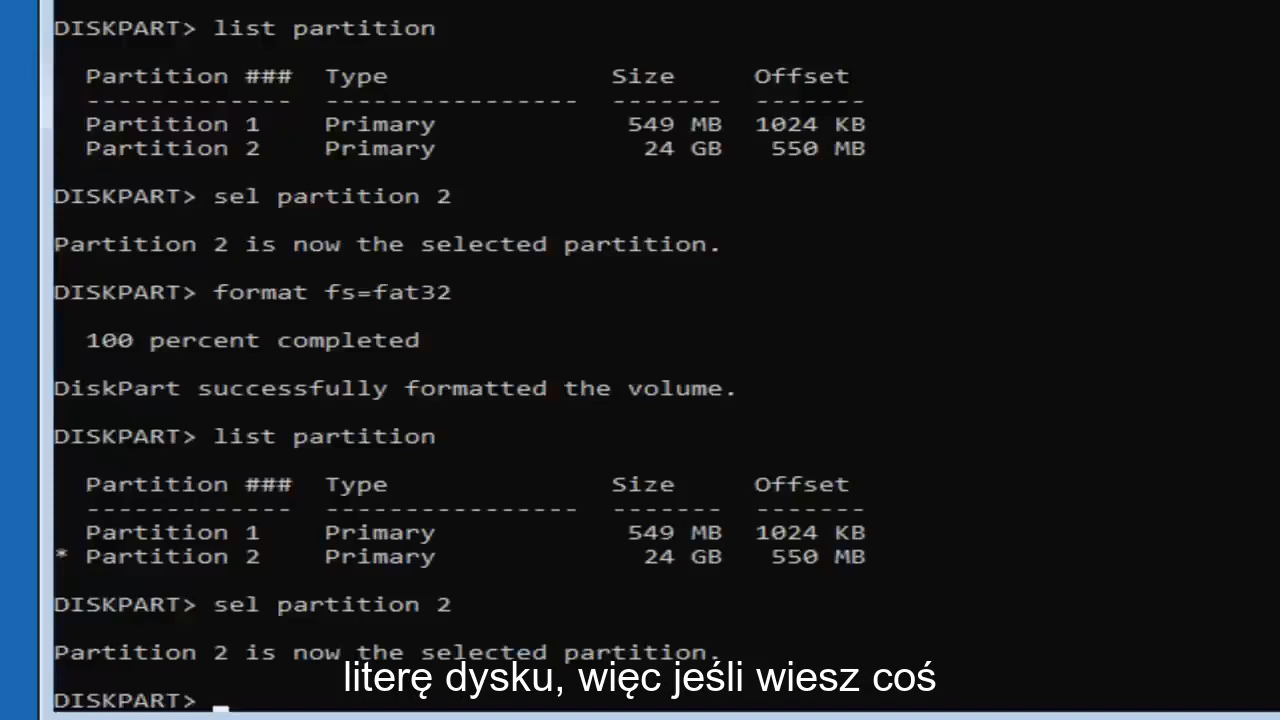 DISKPART> list partition
Partition ### Type Size Offset
------------- ---------------- ------- -------
Partition 1 Primary 549 MB 1024 KB
Partition 2 Primary 24 GB 550 MB
DISKPART> sel partition 2
Partition 2 is now the selected partition.
DISKPART> format fs=fat32
100 percent completed
DiskPart successfully formatted the volume.
DISKPART> list partition
Partition ### Type Size Offset
------------- ---------------- ------- -------
Partition 1 Primary 549 MB 1024 KB
* Partition 2 Primary 24 GB 550 MB
DISKPART> sel partition 2
Partition 2 is now the selected partition.
literę dysku, więc jeśli wiesz coś
DISKPART>